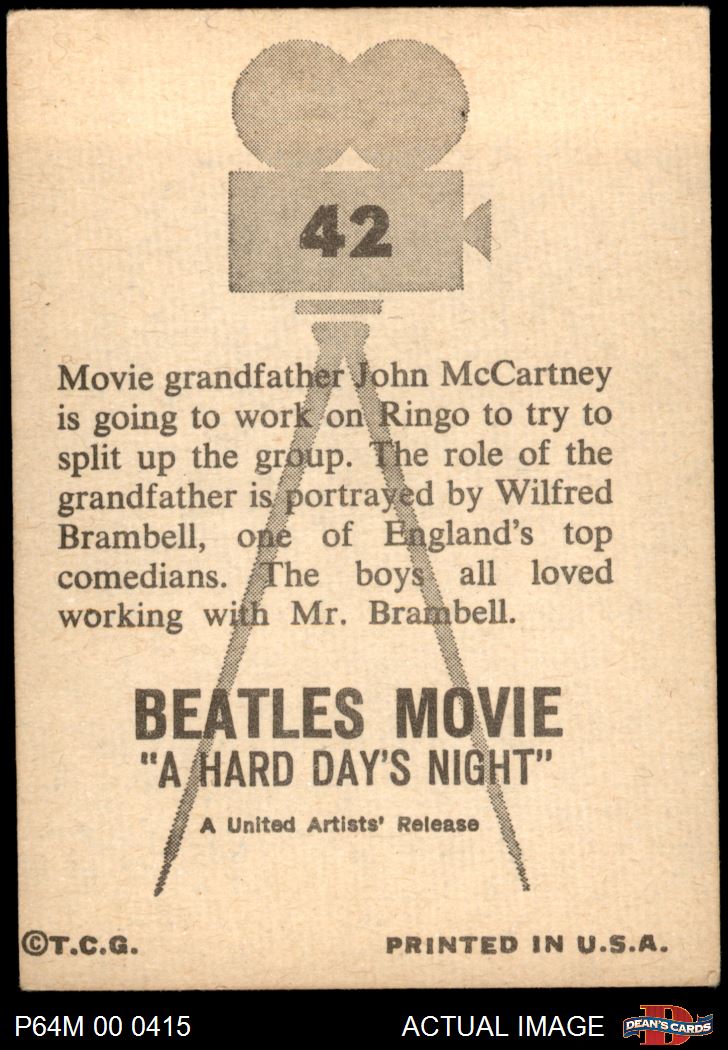 42
Movie grandfather John McCartney
is going to work on Ringo to try to
split up the group. The role of the
grandfather is portrayed by Wilfred
Brambell, one of England's top
comedians. The boys all loved
working with Mr. Brambell.
BEATLES MOVIE
"A HARD DAY'S NIGHT"
A United Artists' Release
©T.C.G. PRINTED IN U.S.A.
P64M 00 0415 ACTUAL IMAGE D DEAN'S CARDS